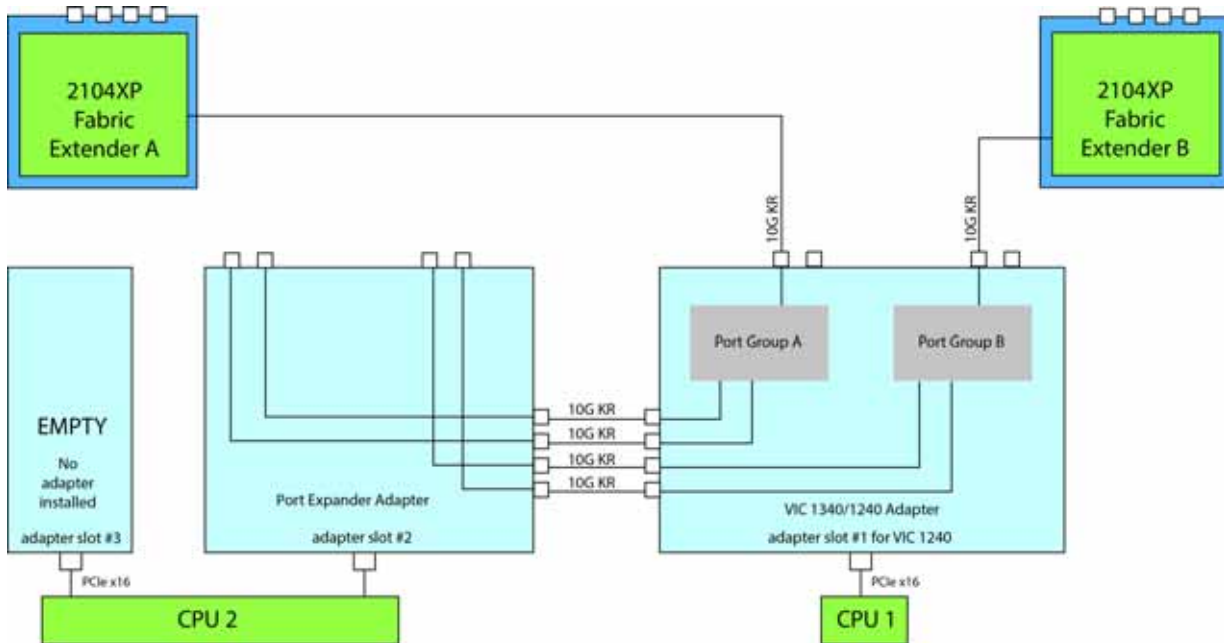 2104XP
Fabric
Extender A
2104XP
Fabric
Extender B
10G KR
10G KR
Port Group A
Port Group B
10G KR
10G KR
10G KR
10G KR
EMPTY
No
adapter
installed
adapter slot #3
Port Expander Adapter
adapter slot #2
VIC 1340/1240 Adapter
adapter slot #1 for VIC 1240
PCIe x16
PCIe x16
CPU 2
CPU 1